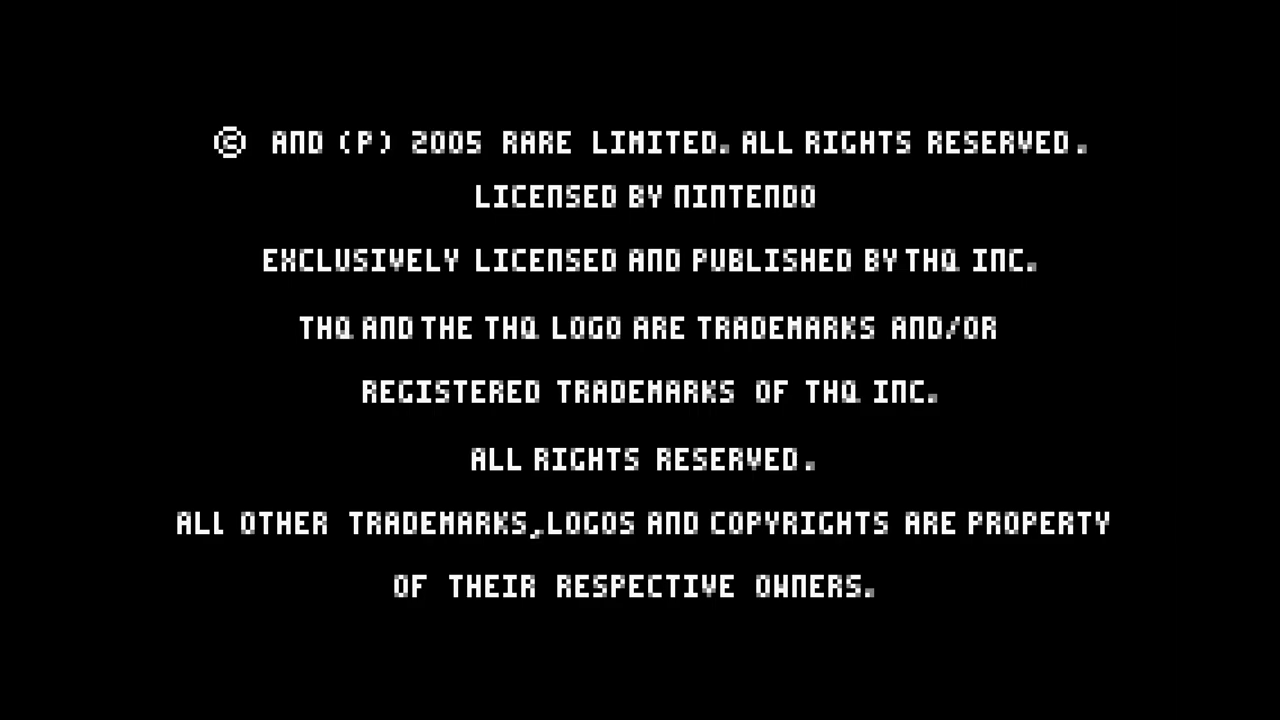 © AND (P) 2005 RARE LIMITED. ALL RIGHTS RESERVED.
LICENSED BY NINTENDO
EXCLUSIVELY LICENSED AND PUBLISHED BY THQ INC.
THQ AND THE THQ LOGO ARE TRADEMARKS AND/OR
REGISTERED TRADEMARKS OF THQ INC.
ALL RIGHTS RESERVED.
ALL OTHER TRADEMARKS, LOGOS AND COPYRIGHTS ARE PROPERTY
OF THEIR RESPECTIVE OWNERS.